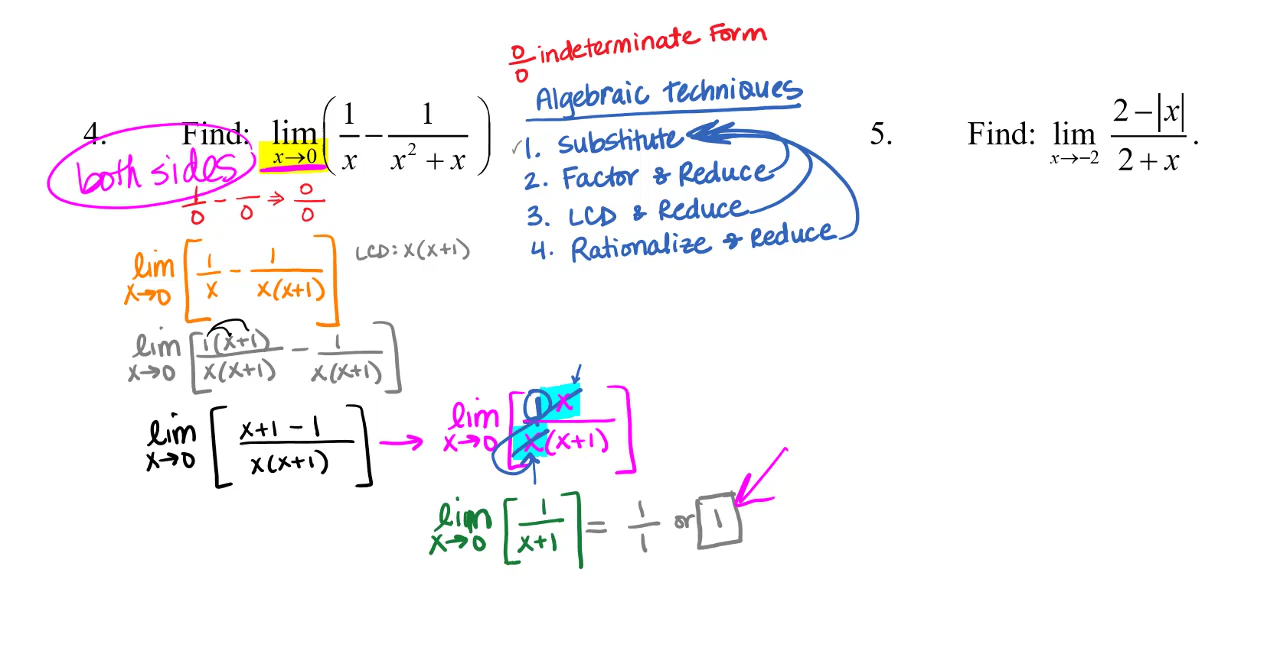 0/0 indeterminate Form
Algebraic Techniques
✓1. Substitute
2. Factor & Reduce
3. LCD & Reduce
4. Rationalize & Reduce
4. Find: lim x→0 (1/x − 1/(x² + x))
both sides
1/0 − —/0 ⇒ 0/0
lim x→0 [1/x − 1/(x(x+1))] LCD: x(x+1)
lim x→0 [1(x+1)/(x(x+1)) − 1/(x(x+1))]
lim x→0 [(x+1−1)/(x(x+1))] → lim x→0 [1 x/(x(x+1))]
lim x→0 [1/(x+1)] = 1/1 or 1
5. Find: lim x→−2 (2−|x|)/(2+x).